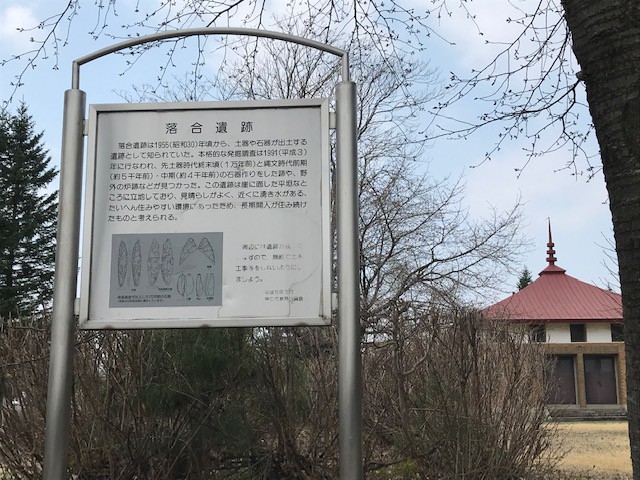 落合遺跡
落合遺跡は1955(昭和30)年頃から、土器や石器が出土する
遺跡として知られていた。本格的な発掘調査は1991(平成3)
年に行なわれ、先土器時代終末頃(1万年前)と縄文時代前期
(約5千年前)・中期(約4千年前)の石器作りをした跡や、野
外の炉跡などが見つかった。この遺跡は崖に面した平坦なと
ころに立地しており、見晴らしがよく、近くに湧き水がある。
たいへん住みやすい環境にあったため、長期間人が住み続け
たものと考えられる。
周辺には遺跡が
ますので、無断で土木
工事等をしないようにし
ましょう。